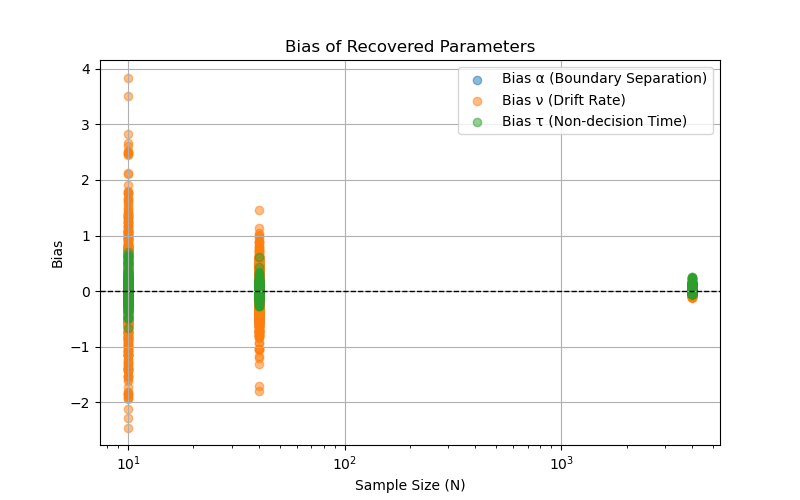 Bias of Recovered Parameters
Bias α (Boundary Separation)
Bias ν (Drift Rate)
Bias τ (Non-decision Time)
Bias
4
3
2
1
0
−1
−2
10¹ 10² 10³
Sample Size (N)